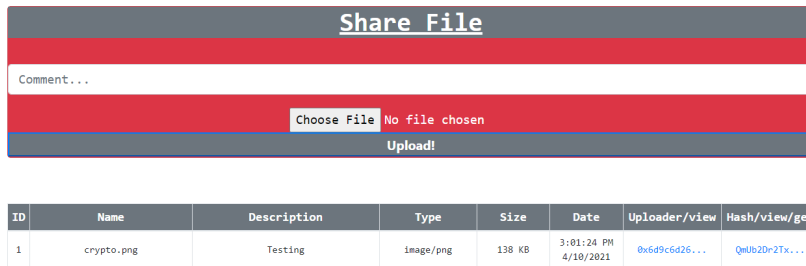 Share File
Comment...
Choose File No file chosen
Upload!
ID Name Description Type Size Date Uploader/view Hash/view/ge
1 crypto.png Testing image/png 138 KB 3:01:24 PM 0x6d9c6d26... QmUb2Dr2Tx...
4/10/2021